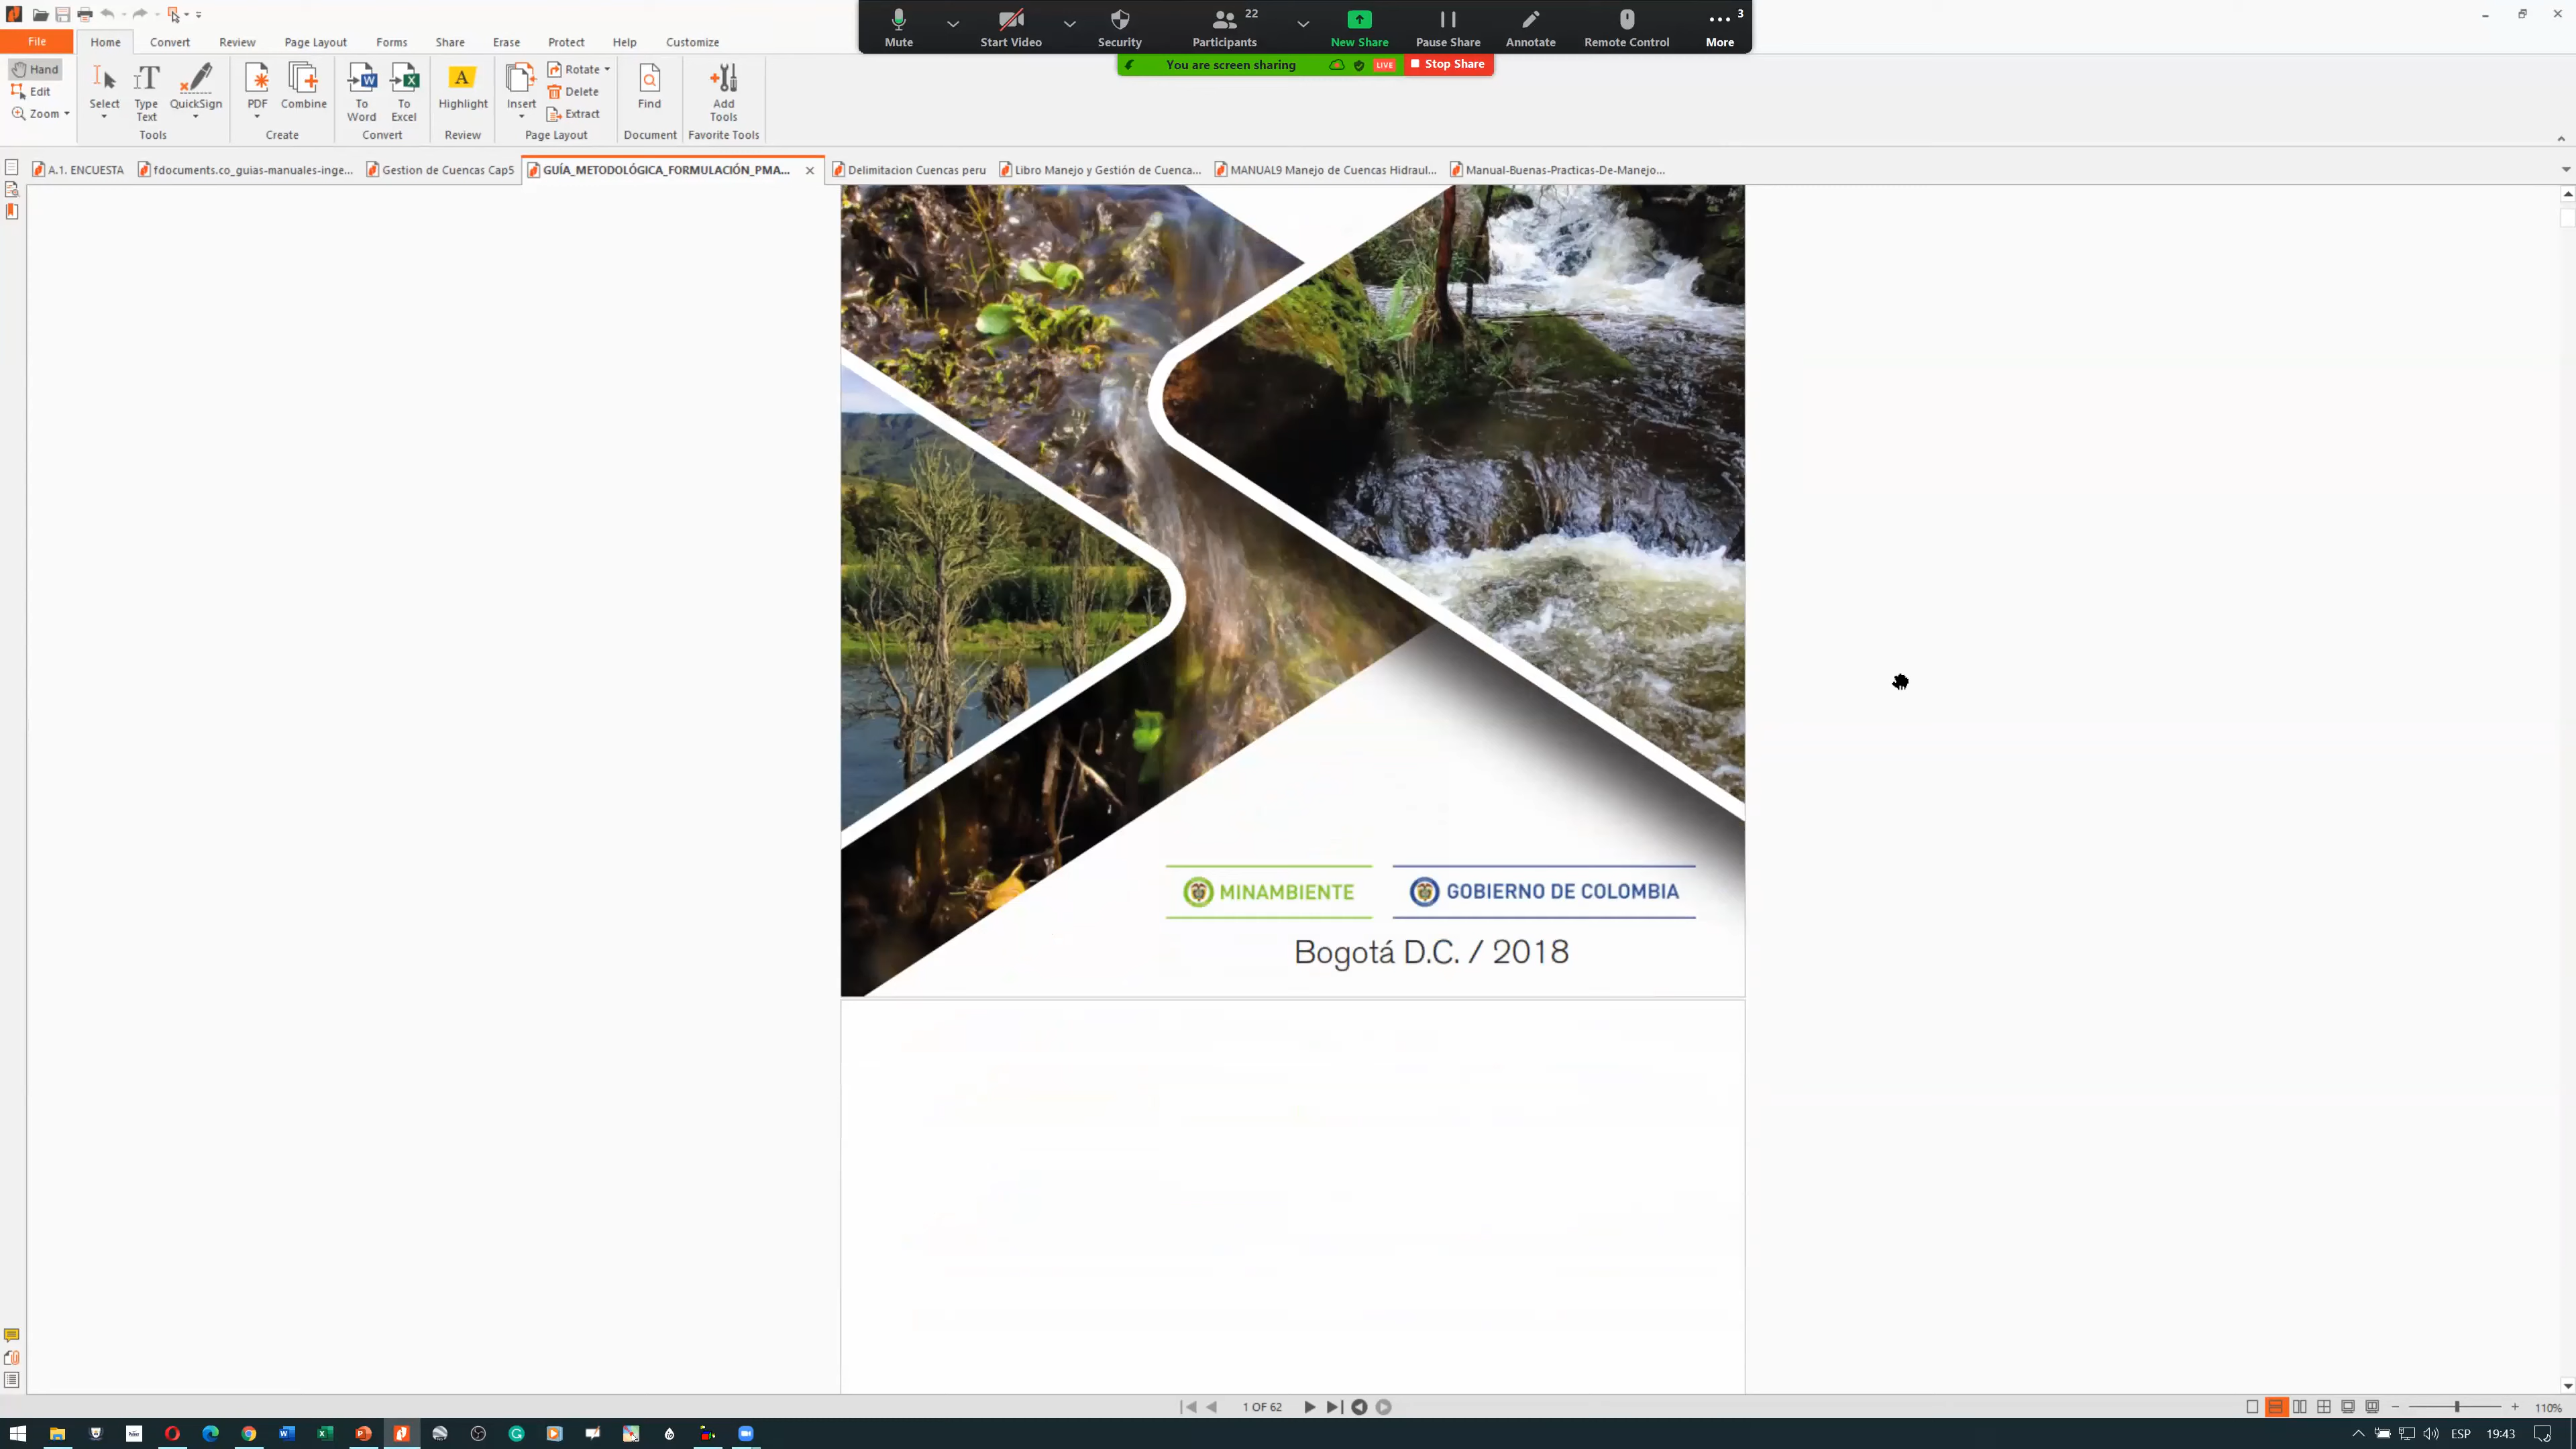 Mute
Start Video
Security
22
Participants
New Share
Pause Share
Annotate
Remote Control
3
More
You are screen sharing
LIVE
Stop Share
File
Home
Convert
Review
Page Layout
Forms
Share
Erase
Protect
Help
Customize
Hand
Edit
Zoom
Select
Type Text
QuickSign
Tools
PDF
Combine
Create
To Word
To Excel
Convert
Highlight
Review
Insert
Rotate
Delete
Extract
Page Layout
Find
Document
Add Tools
Favorite Tools
A.1. ENCUESTA
fdocuments.co_guias-manuales-inge...
Gestion de Cuencas Cap5
GUÍA_METODOLÓGICA_FORMULACIÓN_PMA...
Delimitacion Cuencas peru
Libro Manejo y Gestión de Cuenca...
MANUAL9 Manejo de Cuencas Hidraul...
Manual-Buenas-Practicas-De-Manejo...
MINAMBIENTE
GOBIERNO DE COLOMBIA
Bogotá D.C. / 2018
1 OF 62
110%
ESP
19:43